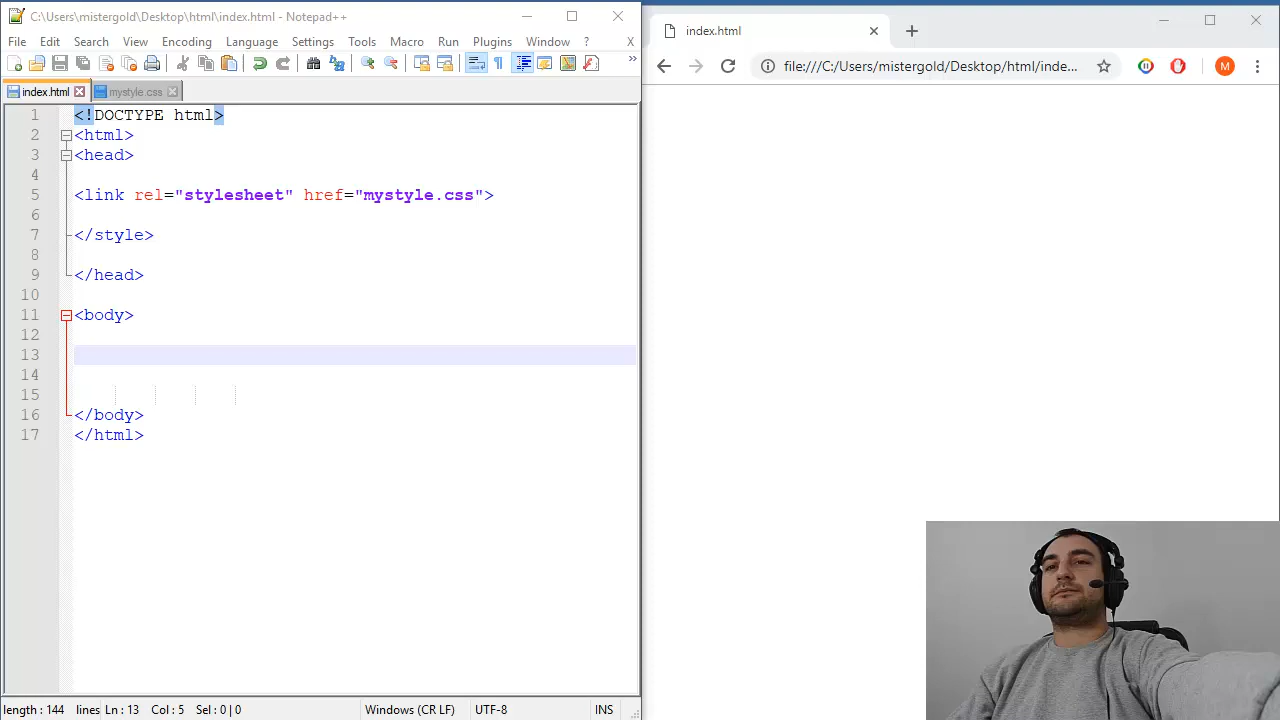 C:\Users\mistergold\Desktop\html\index.html - Notepad++
File Edit Search View Encoding Language Settings Tools Macro Run Plugins Window ? X
»
index.html mystyle.css
1 <!DOCTYPE html>
2 <html>
3 <head>
4
5 <link rel="stylesheet" href="mystyle.css">
6
7 </style>
8
9 </head>
10
11 <body>
12
13
14
15
16 </body>
17 </html>
length : 144 lines Ln : 13 Col : 5 Sel : 0 | 0 Windows (CR LF) UTF-8 INS
index.html
file:///C:/Users/mistergold/Desktop/html/inde... M